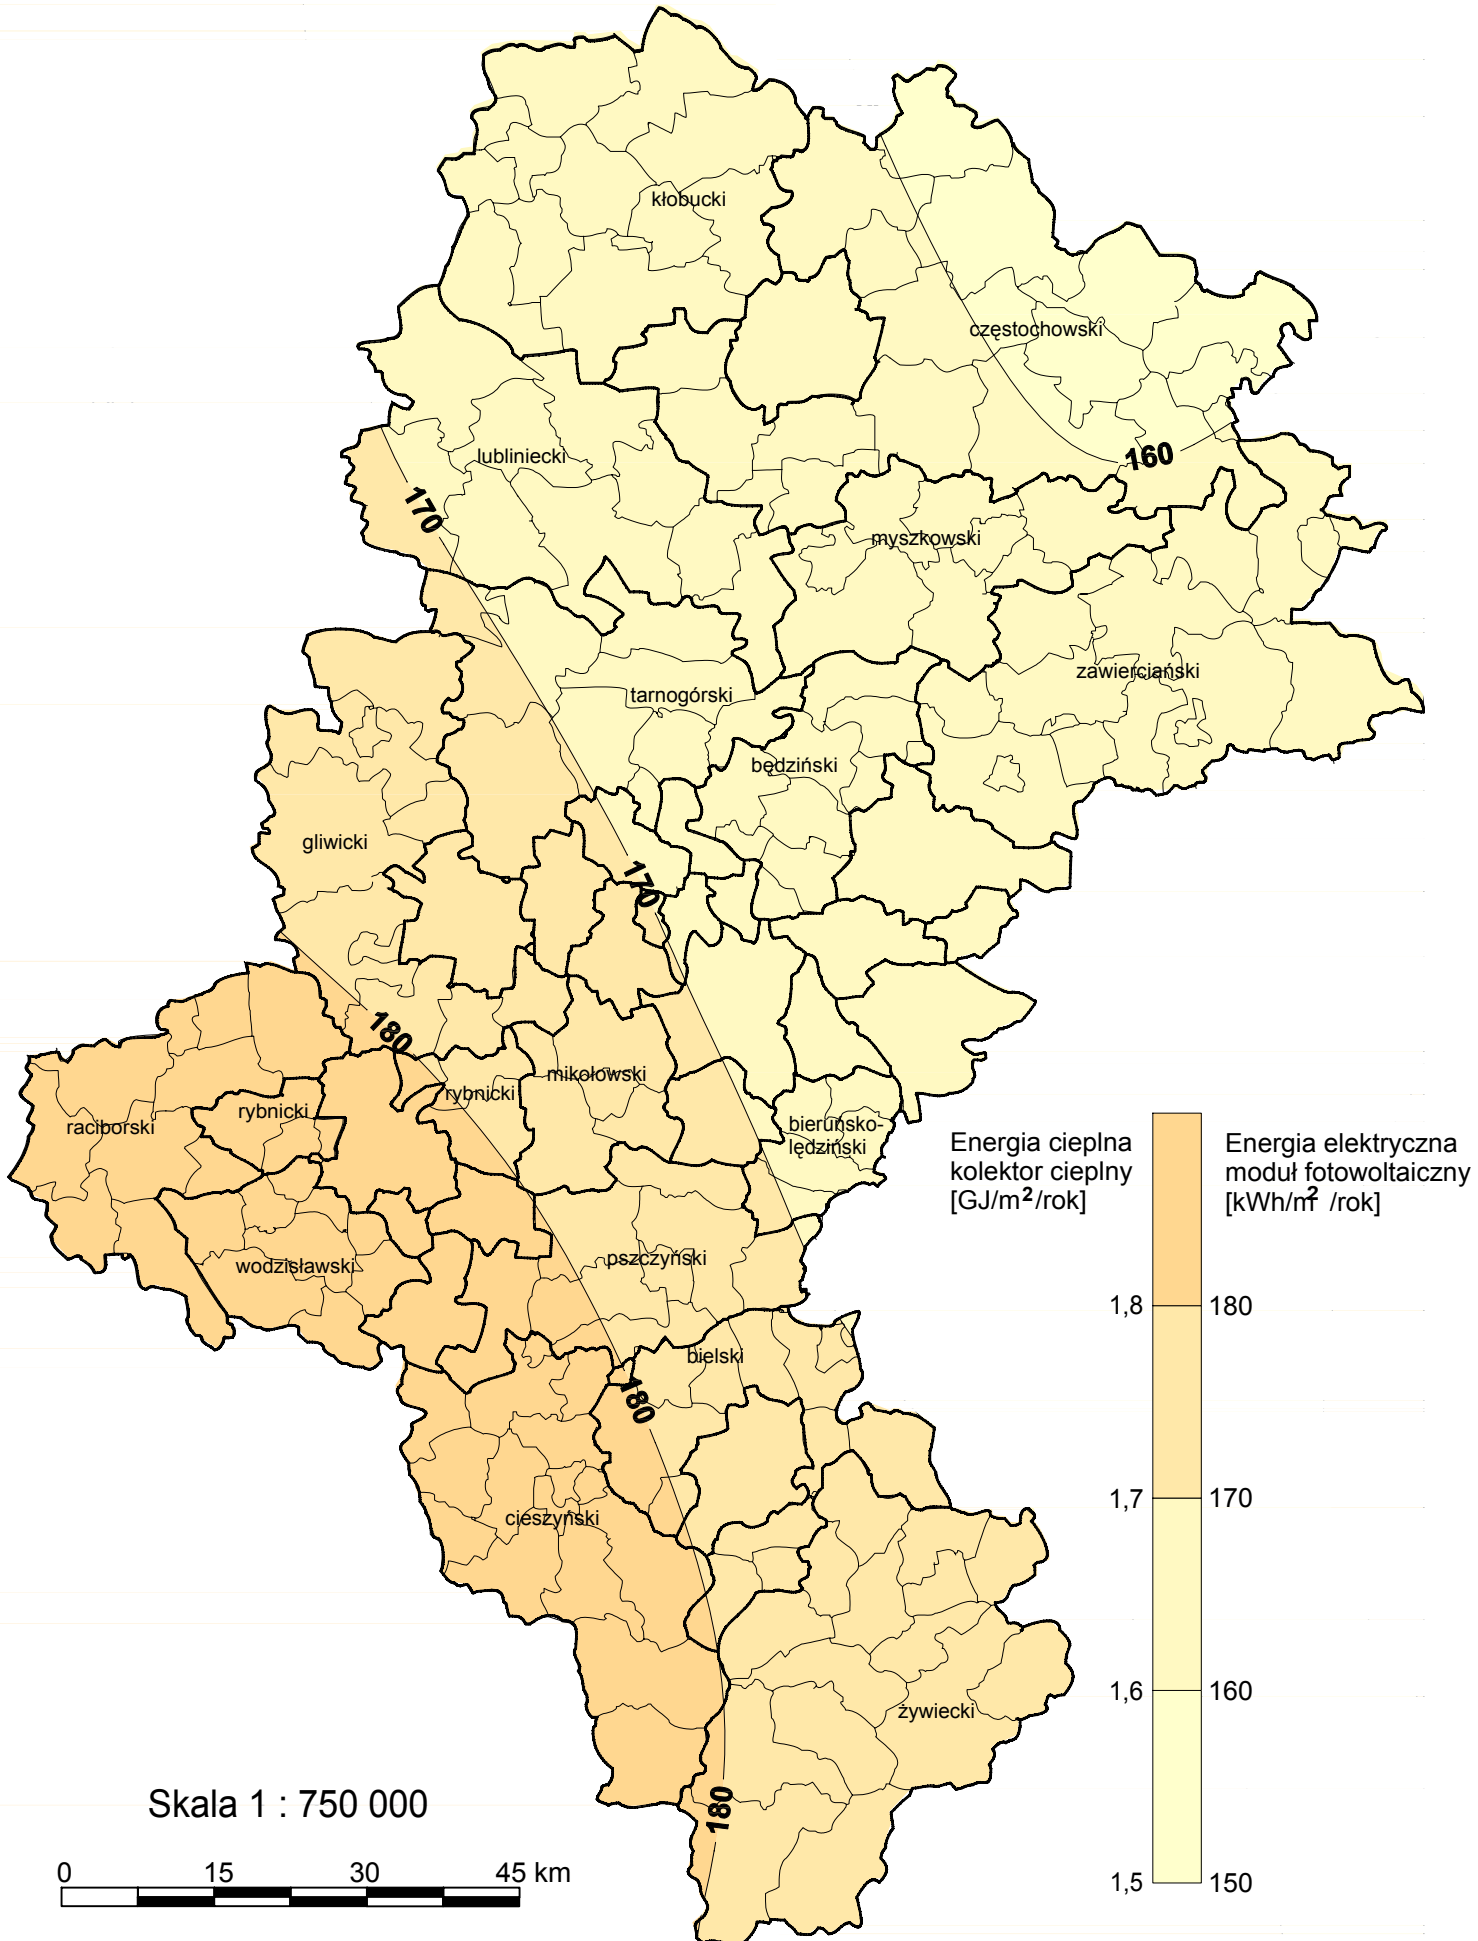 kłobucki
częstochowski
160
lubliniecki
170
myszkowski
zawierciański
tarnogórski
będziński
gliwicki
170
180
mikołowski
rybnicki
rybnicki
raciborski
bieruńsko-
lędziński
Energia cieplna
kolektor cieplny
[GJ/m²/rok]
Energia elektryczna
moduł fotowoltaiczny
[kWh/m² /rok]
pszczyński
wodzisławski
1,8 180
bielski
180
1,7 170
cieszyński
1,6 160
żywiecki
180
Skala 1 : 750 000
0 15 30 45 km
1,5 150